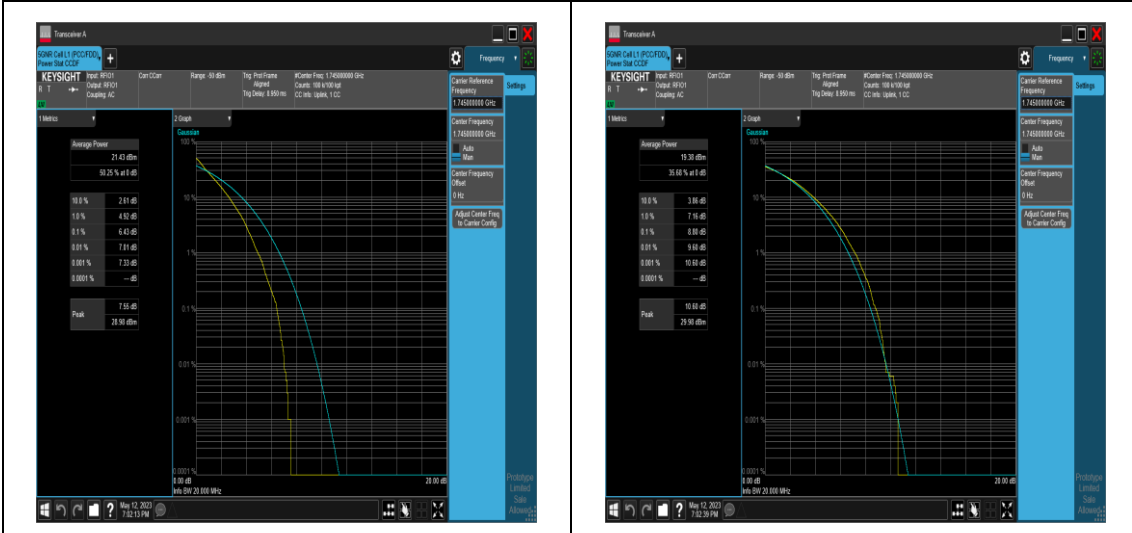 Transceiver A
5GNR Cell L1 (PCC/FDD)
Power Stat CCDF
+
Frequency
KEYSIGHT
R T
Input: RFIO1
Output: RFIO1
Coupling: AC
Corr CCorr
Range: -50 dBm
Trig: Prd Frame
Aligned
Trig Delay: 8.950 ms
#Center Freq: 1.745000000 GHz
Counts: 100 k/100 kpt
CC Info: Uplink, 1 CC
1 Metrics
2 Graph
Gaussian
Average Power
21.43 dBm
50.25 % at 0 dB
10.0 % 2.61 dB
1.0 % 4.92 dB
0.1 % 6.43 dB
0.01 % 7.01 dB
0.001 % 7.33 dB
0.0001 % --- dB
Peak
7.55 dB
28.98 dBm
100 %
10 %
1 %
0.1 %
0.01 %
0.001 %
0.0001 %
0.00 dB
20.00 dB
Info BW 20.000 MHz
Carrier Reference
Frequency
1.745000000 GHz
Center Frequency
1.745000000 GHz
Auto
Man
Center Frequency
Offset
0 Hz
Adjust Center Freq
to Carrier Config
Settings
Prototype
Limited
Sale
Allowed
?
May 12, 2023
7:02:13 PM
Transceiver A
5GNR Cell L1 (PCC/FDD)
Power Stat CCDF
+
Frequency
KEYSIGHT
R T
Input: RFIO1
Output: RFIO1
Coupling: AC
Corr CCorr
Range: -50 dBm
Trig: Prd Frame
Aligned
Trig Delay: 8.950 ms
#Center Freq: 1.745000000 GHz
Counts: 100 k/100 kpt
CC Info: Uplink, 1 CC
1 Metrics
2 Graph
Gaussian
Average Power
19.38 dBm
35.68 % at 0 dB
10.0 % 3.86 dB
1.0 % 7.16 dB
0.1 % 8.80 dB
0.01 % 9.60 dB
0.001 % 10.60 dB
0.0001 % --- dB
Peak
10.60 dB
29.98 dBm
100 %
10 %
1 %
0.1 %
0.01 %
0.001 %
0.0001 %
0.00 dB
20.00 dB
Info BW 20.000 MHz
Carrier Reference
Frequency
1.745000000 GHz
Center Frequency
1.745000000 GHz
Auto
Man
Center Frequency
Offset
0 Hz
Adjust Center Freq
to Carrier Config
Settings
Prototype
Limited
Sale
Allowed
?
May 12, 2023
7:02:39 PM